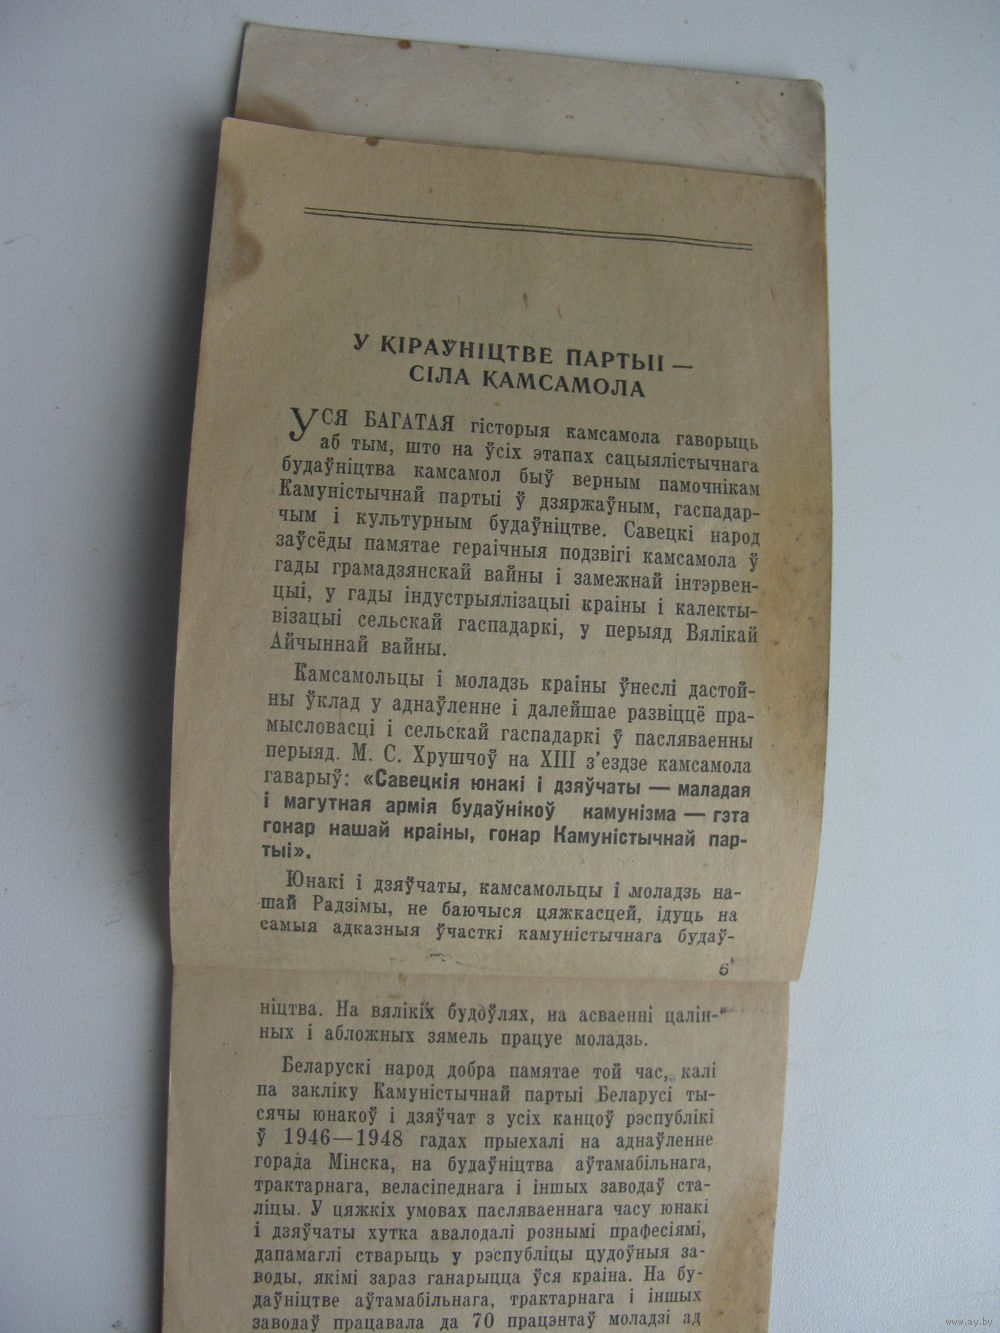 У КІРАЎНІЦТВЕ ПАРТЫІ —
СІЛА КАМСАМОЛА
УСЯ БАГАТАЯ гісторыя камсамола гаворыць
аб тым, што на ўсіх этапах сацыялістычнага
будаўніцтва камсамол быў верным памочнікам
Камуністычнай партыі ў дзяржаўным, гаспадар-
чым і культурным будаўніцтве. Савецкі народ
заўсёды памятае гераічныя подзвігі камсамола ў
гады грамадзянскай вайны і замежнай інтэрвен-
цыі, у гады індустрыялізацыі краіны і калекты-
візацыі сельскай гаспадаркі, у перыяд Вялікай
Айчыннай вайны.
Камсамольцы і моладзь краіны ўнеслі дастой-
ны ўклад у аднаўленне і далейшае развіццё пра-
мысловасці і сельскай гаспадаркі ў пасляваенны
перыяд. М. С. Хрушчоў на XIII з'ездзе камсамола
гаварыў: «Савецкія юнакі і дзяўчаты — маладая
і магутная армія будаўнікоў камунізма — гэта
гонар нашай краіны, гонар Камуністычнай пар-
тыі».
Юнакі і дзяўчаты, камсамольцы і моладзь на-
шай Радзімы, не баючыся цяжкасцей, ідуць на
самыя адказныя ўчасткі камуністычнага будаў-
6
ніцтва. На вялікіх будоўлях, на асваенні цалін-
ных і абложных зямель працуе моладзь.
Беларускі народ добра памятае той час, калі
па закліку Камуністычнай партыі Беларусі ты-
сячы юнакоў і дзяўчат з усіх канцоў рэспублікі
ў 1946—1948 гадах прыехалі на аднаўленне
горада Мінска, на будаўніцтва аўтамабільнага,
трактарнага, веласіпеднага і іншых заводаў ста-
ліцы. У цяжкіх умовах пасляваеннага часу юнакі
і дзяўчаты хутка авалодалі рознымі прафесіямі,
дапамаглі стварыць у рэспубліцы цудоўныя за-
воды, якімі зараз ганарыцца ўся краіна. На бу-
даўніцтве аўтамабільнага, трактарнага і іншых
заводаў працавала да 70 працэнтаў моладзі ад
www.ay.by